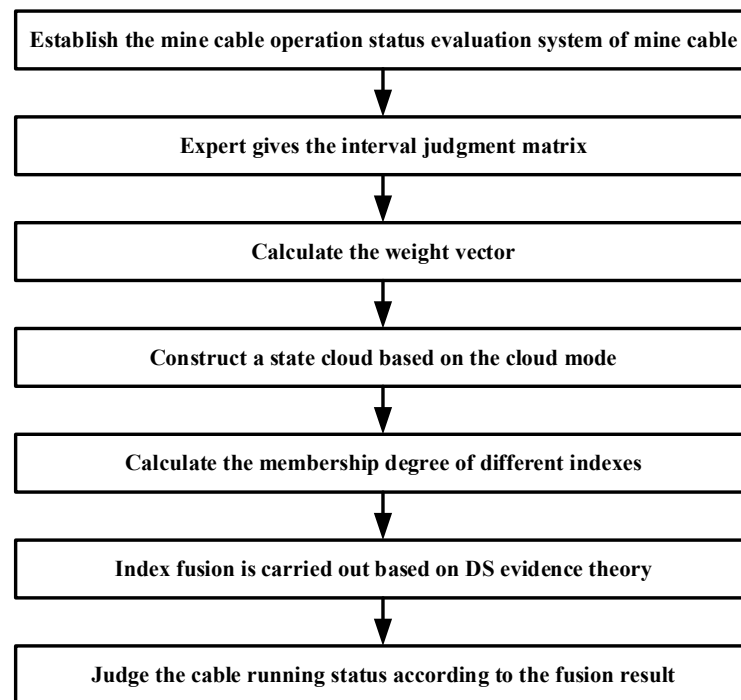 Establish the mine cable operation status evaluation system of mine cable
Expert gives the interval judgment matrix
Calculate the weight vector
Construct a state cloud based on the cloud mode
Calculate the membership degree of different indexes
Index fusion is carried out based on DS evidence theory
Judge the cable running status according to the fusion result